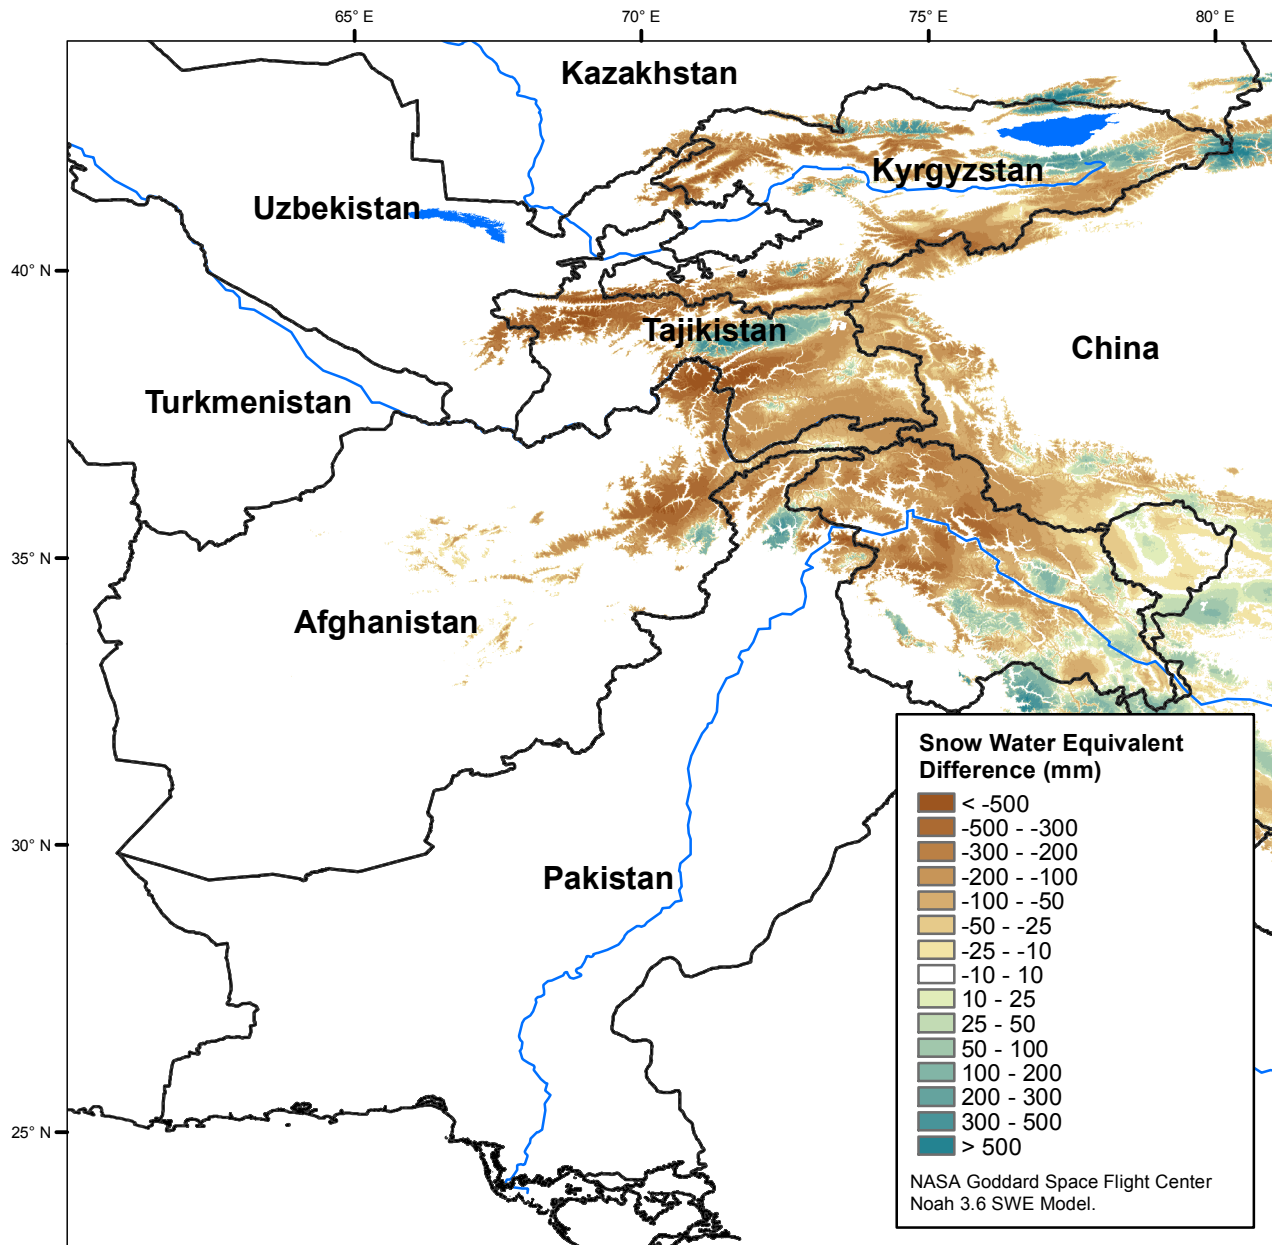 65° E
70° E
75° E
80° E
Kazakhstan
Kyrgyzstan
Uzbekistan
40° N
Tajikistan
China
Turkmenistan
35° N
Afghanistan
30° N
Pakistan
25° N
Snow Water Equivalent
Difference (mm)
< -500
-500 - -300
-300 - -200
-200 - -100
-100 - -50
-50 - -25
-25 - -10
-10 - 10
10 - 25
25 - 50
50 - 100
100 - 200
200 - 300
300 - 500
> 500
NASA Goddard Space Flight Center
Noah 3.6 SWE Model.